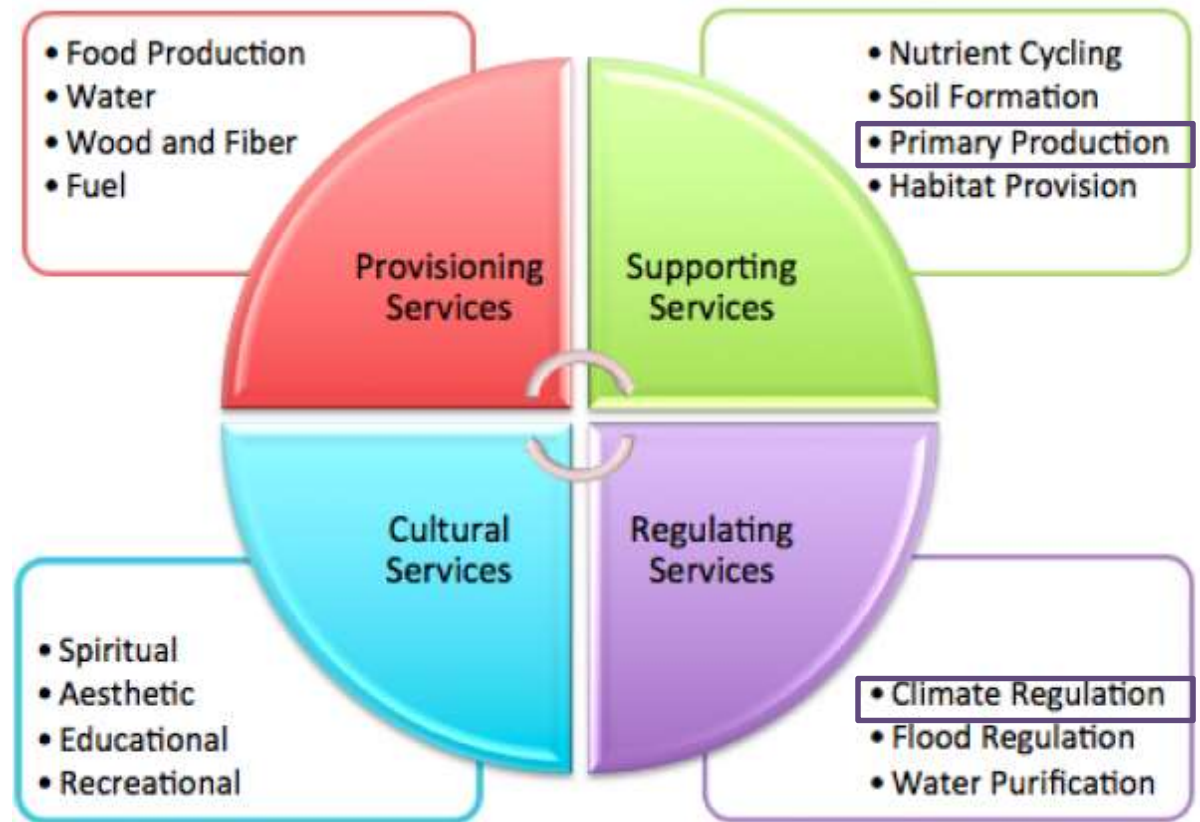 • Food Production
• Water
• Wood and Fiber
• Fuel
• Nutrient Cycling
• Soil Formation
• Primary Production
• Habitat Provision
Provisioning
Services
Supporting
Services
Cultural
Services
Regulating
Services
• Spiritual
• Aesthetic
• Educational
• Recreational
• Climate Regulation
• Flood Regulation
• Water Purification